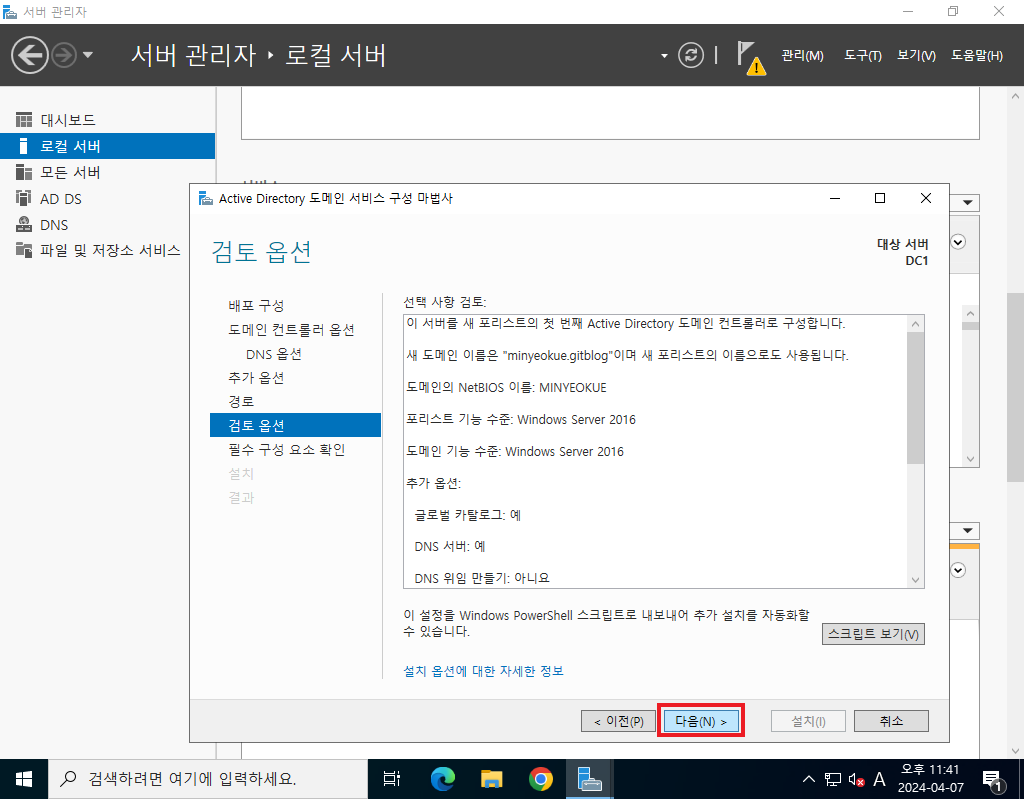 서버 관리자
서버 관리자 ‣ 로컬 서버
관리(M) 도구(T) 보기(V) 도움말(H)
대시보드
로컬 서버
모든 서버
AD DS
DNS
파일 및 저장소 서비스
Active Directory 도메인 서비스 구성 마법사
검토 옵션
대상 서버
DC1
배포 구성
도메인 컨트롤러 옵션
DNS 옵션
추가 옵션
경로
검토 옵션
필수 구성 요소 확인
설치
결과
선택 사항 검토:
이 서버를 새 포리스트의 첫 번째 Active Directory 도메인 컨트롤러로 구성합니다.
새 도메인 이름은 "minyeokue.gitblog"이며 새 포리스트의 이름으로도 사용됩니다.
도메인의 NetBIOS 이름: MINYEOKUE
포리스트 기능 수준: Windows Server 2016
도메인 기능 수준: Windows Server 2016
추가 옵션:
글로벌 카탈로그: 예
DNS 서버: 예
DNS 위임 만들기: 아니요
이 설정을 Windows PowerShell 스크립트로 내보내어 추가 설치를 자동화할
수 있습니다.
스크립트 보기(V)
설치 옵션에 대한 자세한 정보
< 이전(P) 다음(N) > 설치(I) 취소
검색하려면 여기에 입력하세요.
A
오후 11:41
2024-04-07
1